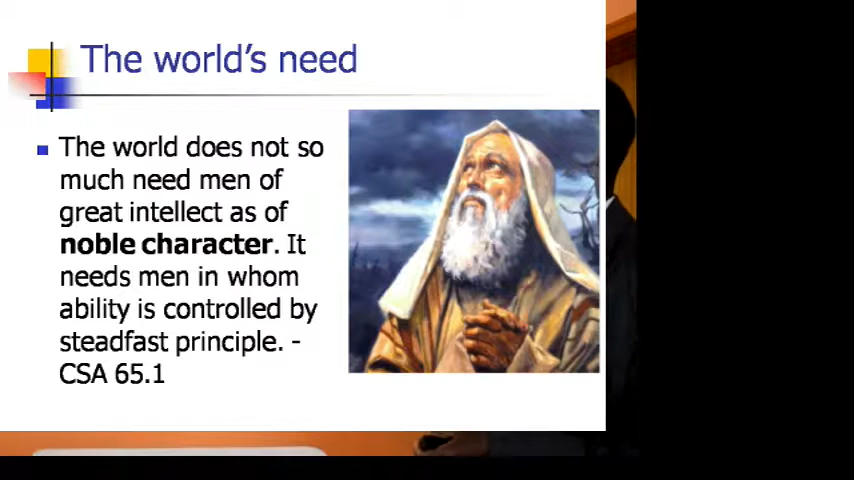 The world's need
The world does not so
much need men of
great intellect as of
noble character. It
needs men in whom
ability is controlled by
steadfast principle. -
CSA 65.1